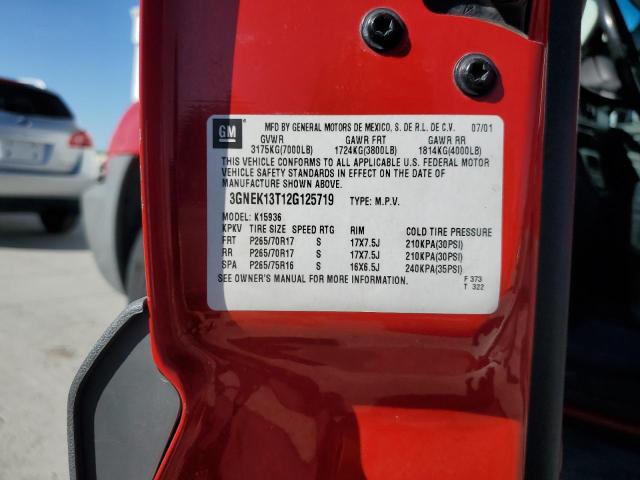 GM MFD BY GENERAL MOTORS DE MEXICO, S. DE R.L. DE C.V. 07/01
GVWR GAWR FRT GAWR RR
3175KG(7000LB) 1724KG(3800LB) 1814KG(4000LB)
THIS VEHICLE CONFORMS TO ALL APPLICABLE U.S. FEDERAL MOTOR
VEHICLE SAFETY STANDARDS IN EFFECT ON THE DATE OF
MANUFACTURE SHOWN ABOVE.
3GNEK13T12G125719 TYPE: M.P.V.
MODEL: K15936
KPKV TIRE SIZE SPEED RTG RIM COLD TIRE PRESSURE
FRT P265/70R17 S 17X7.5J 210KPA(30PSI)
RR P265/70R17 S 17X7.5J 210KPA(30PSI)
SPA P265/75R16 S 16X6.5J 240KPA(35PSI)
SEE OWNER'S MANUAL FOR MORE INFORMATION.
F 373
T 322